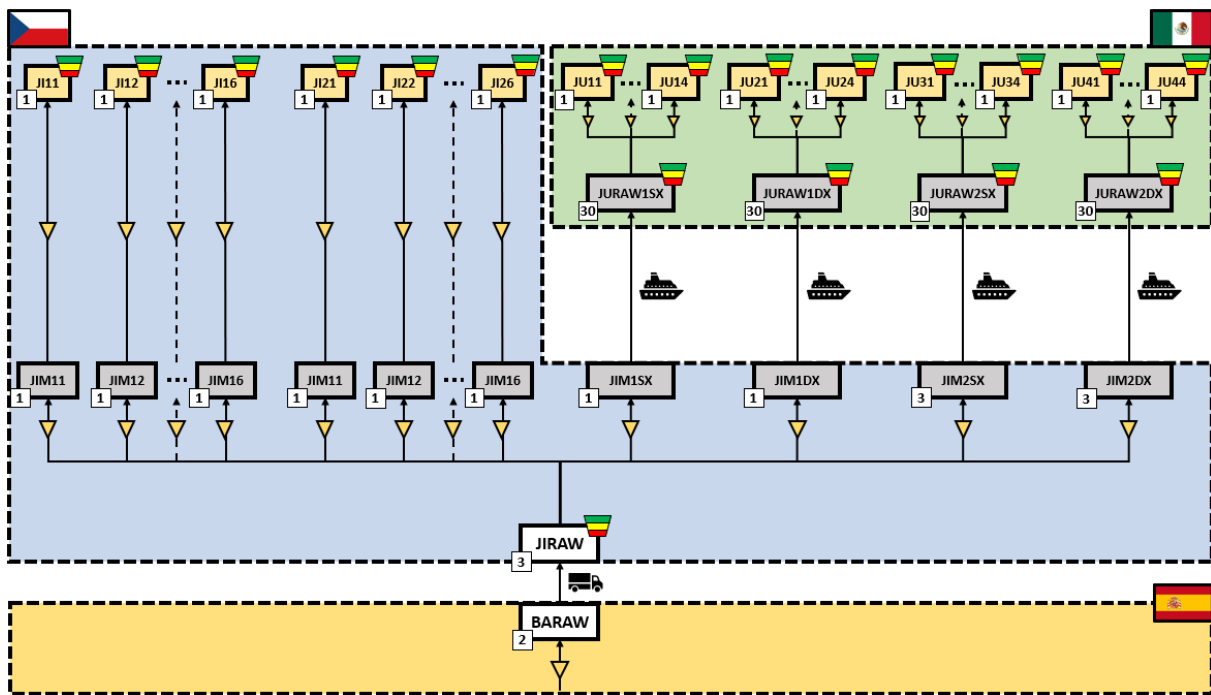 JI11 JI12 ... JI16 JI21 JI22 ... JI26 JU11 ... JU14 JU21 ... JU24 JU31 ... JU34 JU41 ... JU44
1 1 1 1 1 1 1 1 1 1 1 1 1 1
JURAW1SX JURAW1DX JURAW2SX JURAW2DX
30 30 30 30
JIM11 JIM12 ... JIM16 JIM11 JIM12 ... JIM16 JIM1SX JIM1DX JIM2SX JIM2DX
1 1 1 1 1 1 1 1 3 3
JIRAW
3
BARAW
2